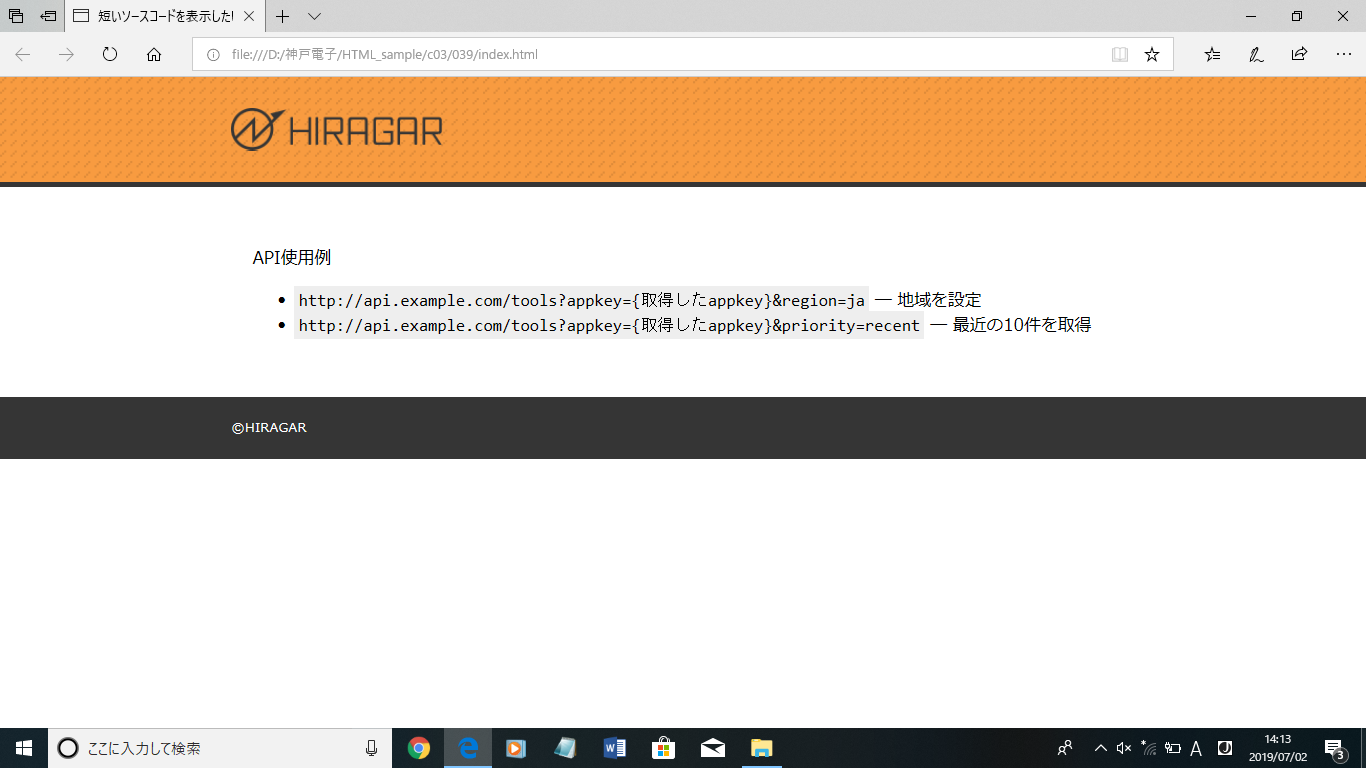 短いソースコードを表示した
file:///D:/神戸電子/HTML_sample/c03/039/index.html
HIRAGAR
API使用例
• http://api.example.com/tools?appkey={取得したappkey}&region=ja — 地域を設定
• http://api.example.com/tools?appkey={取得したappkey}&priority=recent — 最近の10件を取得
©HIRAGAR
ここに入力して検索
A
14:13
2019/07/02
3